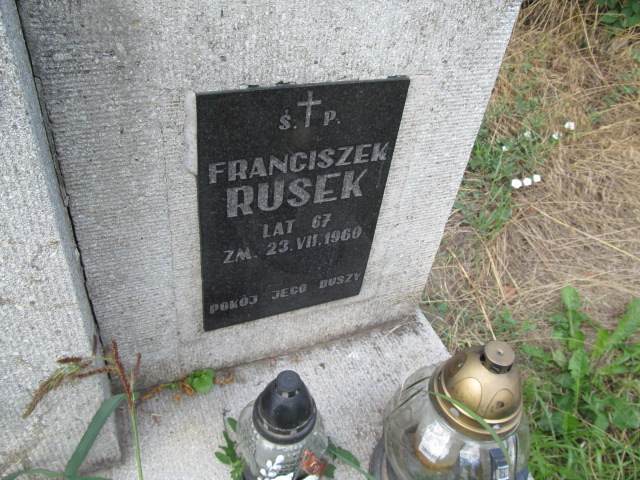 Ś. P.
FRANCISZEK
RUSEK
LAT 67
ZM. 23.VII.1960
POKÓJ JEGO DUSZY